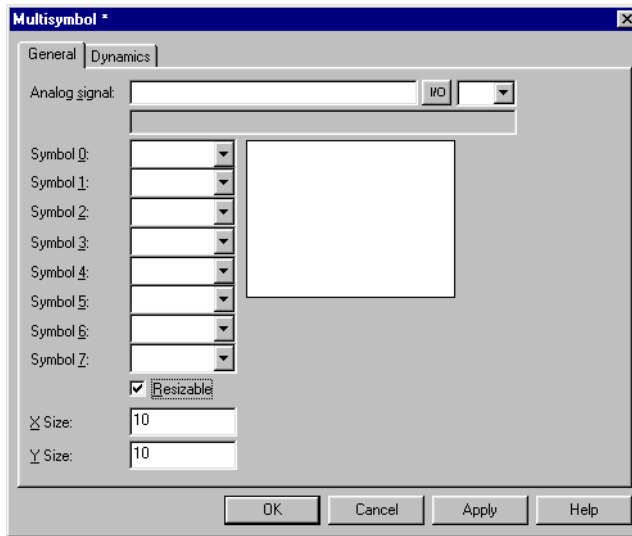 Multisymbol *
General Dynamics
Analog signal: I/O
Symbol 0:
Symbol 1:
Symbol 2:
Symbol 3:
Symbol 4:
Symbol 5:
Symbol 6:
Symbol 7:
Resizable
X Size: 10
Y Size: 10
OK Cancel Apply Help